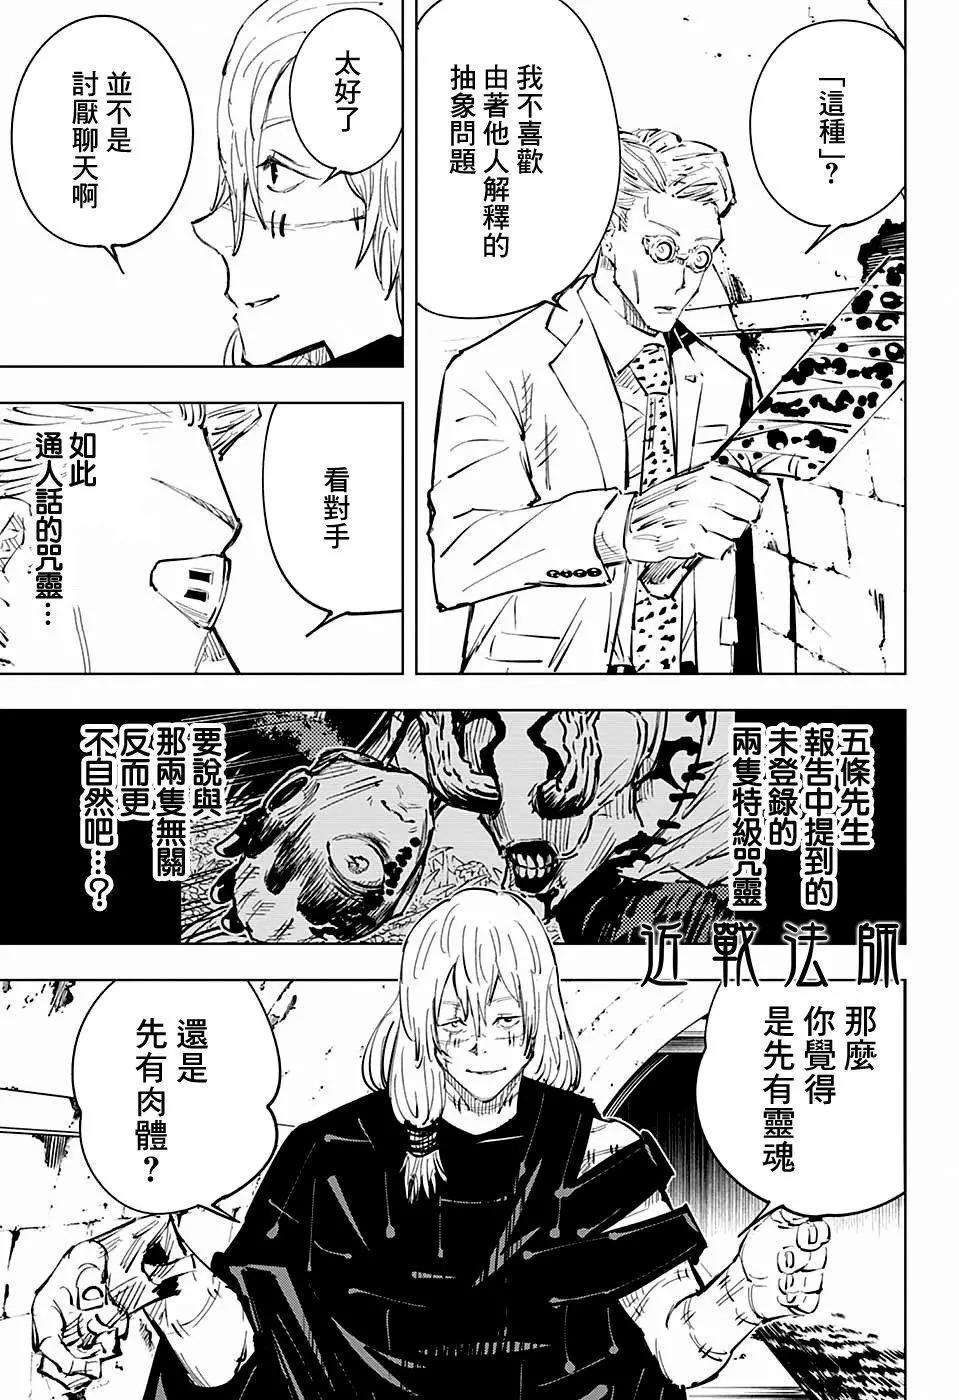 「這種」?
我不喜歡
由著他人解釋的
抽象問題
太好了
並不是
討厭聊天啊
看對手
如此
通人話的咒靈…
五條先生
報告中提到的
未登錄的
兩隻特級咒靈
要說與
那兩隻無關
反而更
不自然吧…?
近戰法師
那麼
你覺得
是先有靈魂
還是
先有肉體?